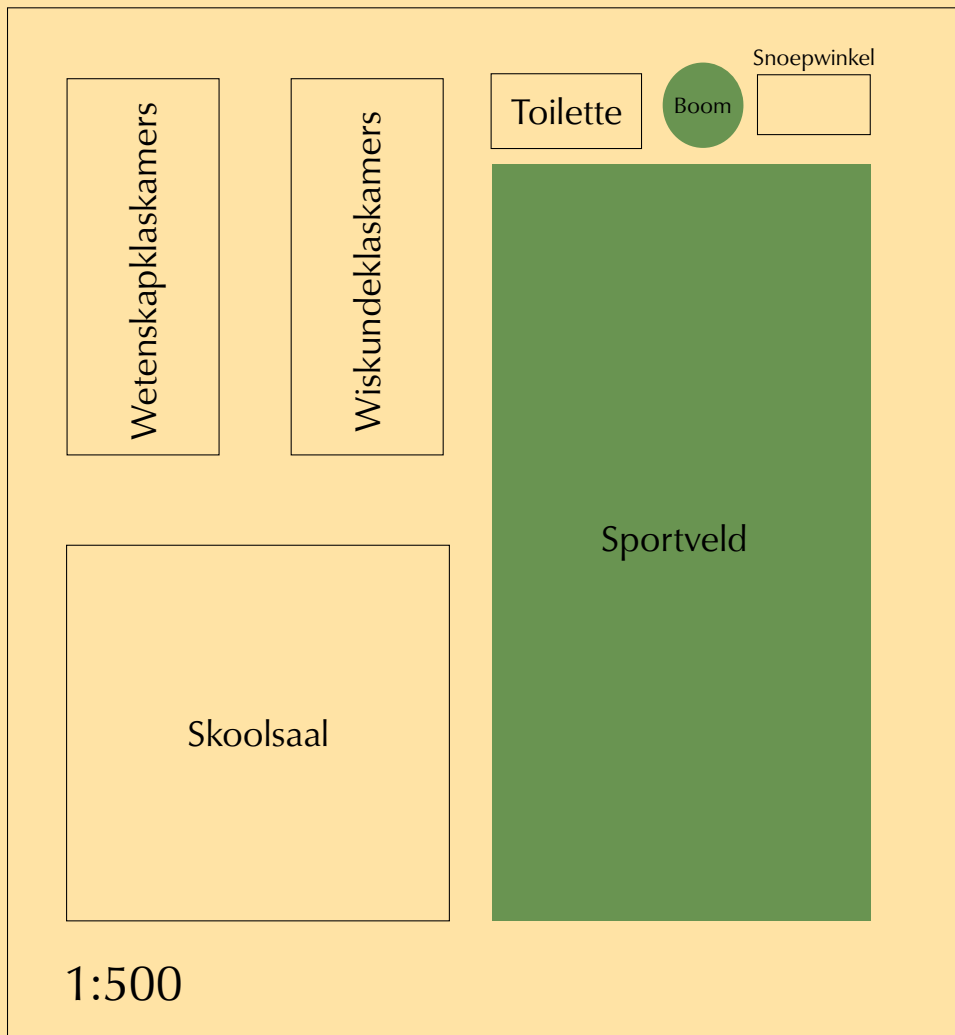 Snoepwinkel
Toilette
Boom
Wetenskapklaskamers
Wiskundeklaskamers
Sportveld
Skoolsaal
1:500